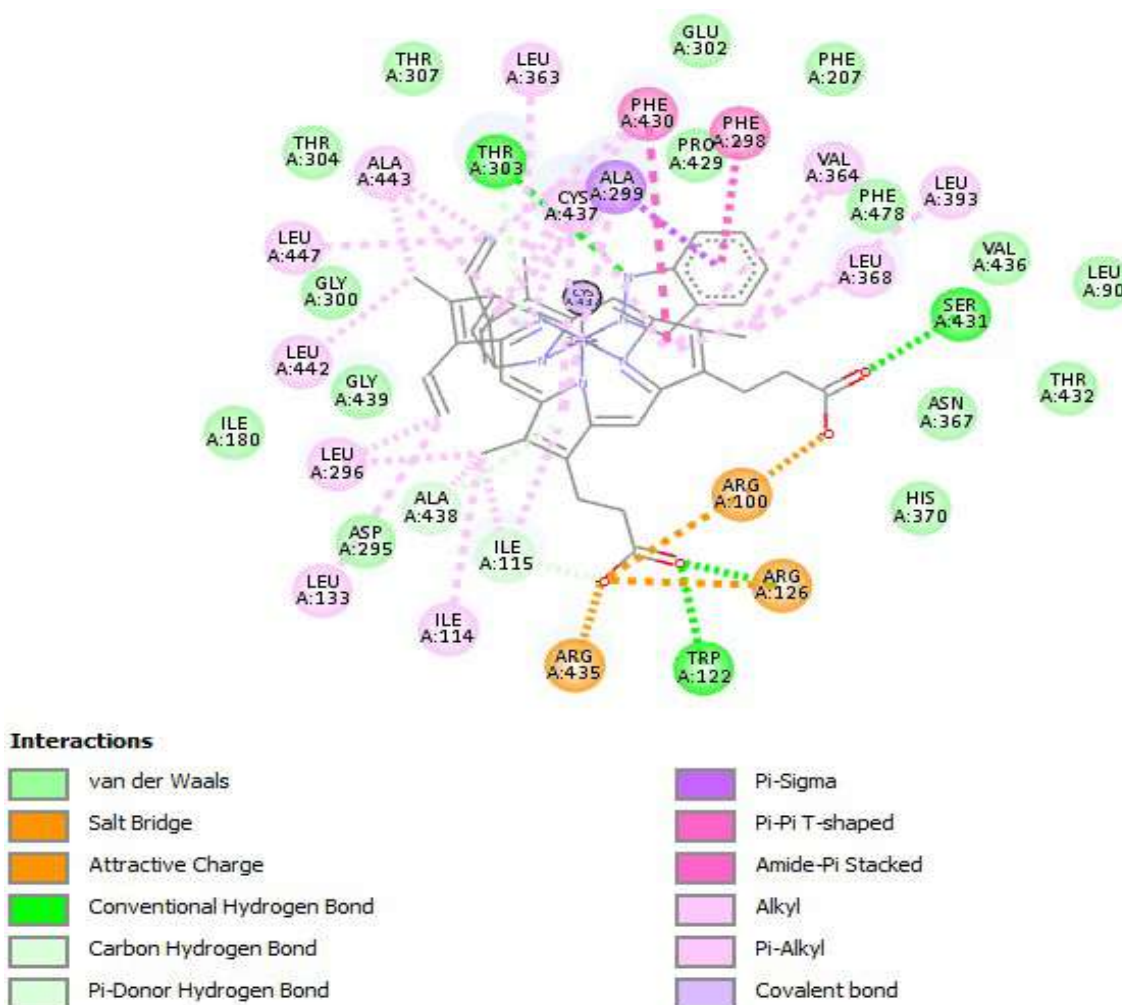 GLU
A:302
THR
A:307
LEU
A:363
PHE
A:207
PHE
A:430
PHE
A:298
THR
A:304
ALA
A:443
THR
A:303
PRO
A:429
VAL
A:364
ALA
A:299
CYS
A:437
PHE
A:478
LEU
A:393
LEU
A:447
LEU
A:368
VAL
A:436
GLY
A:300
LEU
A:90
SER
A:431
LEU
A:442
GLY
A:439
THR
A:432
ASN
A:367
ILE
A:180
LEU
A:296
ARG
A:100
ALA
A:438
HIS
A:370
ASP
A:295
ILE
A:115
LEU
A:133
ARG
A:126
ILE
A:114
ARG
A:435
TRP
A:122
Interactions
van der Waals
Salt Bridge
Attractive Charge
Conventional Hydrogen Bond
Carbon Hydrogen Bond
Pi-Donor Hydrogen Bond
Pi-Sigma
Pi-Pi T-shaped
Amide-Pi Stacked
Alkyl
Pi-Alkyl
Covalent bond